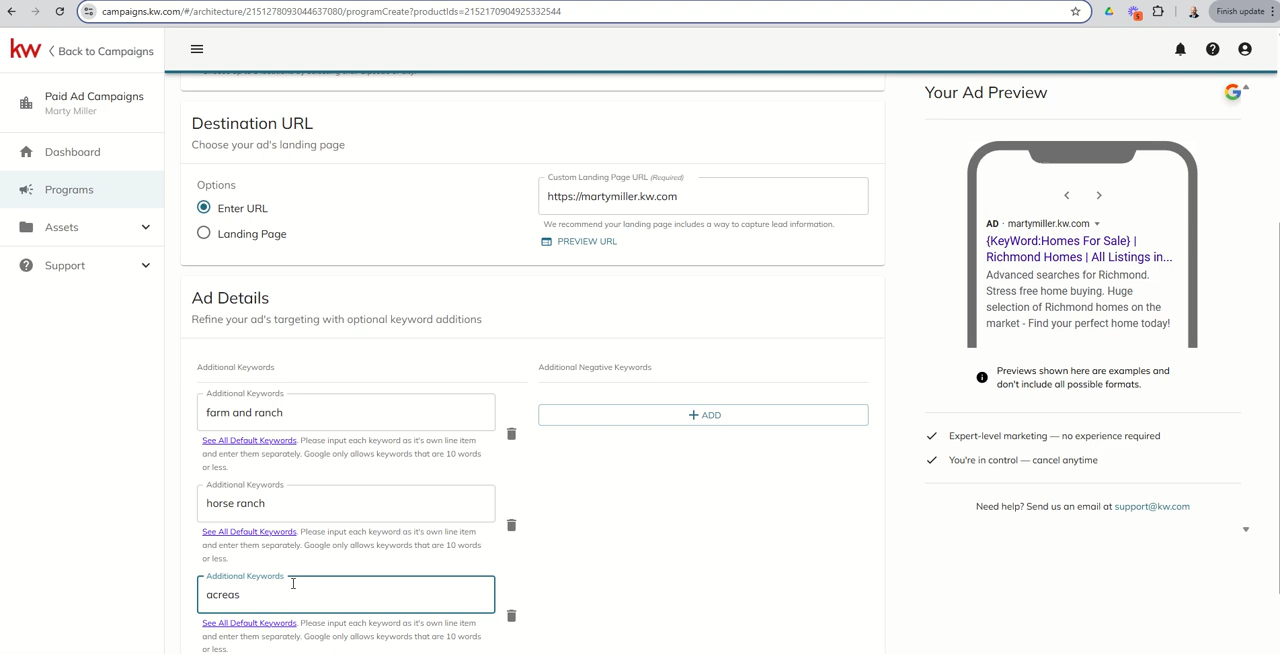 campaigns.kw.com/#/architecture/2151278093044637080/programCreate?productIds=2152170904925332544
Finish update
5
kw
Back to Campaigns
Paid Ad Campaigns
Marty Miller
Dashboard
Programs
Assets
Support
Destination URL
Choose your ad's landing page
Options
Enter URL
Landing Page
Custom Landing Page URL (Required)
https://martymiller.kw.com
We recommend your landing page includes a way to capture lead information.
PREVIEW URL
Ad Details
Refine your ad's targeting with optional keyword additions
Additional Keywords
Additional Keywords
farm and ranch
See All Default Keywords. Please input each keyword as it's own line item
and enter them separately. Google only allows keywords that are 10 words
or less.
Additional Keywords
horse ranch
See All Default Keywords. Please input each keyword as it's own line item
and enter them separately. Google only allows keywords that are 10 words
or less.
Additional Keywords
acreas
See All Default Keywords. Please input each keyword as it's own line item
and enter them separately. Google only allows keywords that are 10 words
or less.
Additional Negative Keywords
+ ADD
Your Ad Preview
AD · martymiller.kw.com
{KeyWord:Homes For Sale} |
Richmond Homes | All Listings in...
Advanced searches for Richmond.
Stress free home buying. Huge
selection of Richmond homes on the
market - Find your perfect home today!
Previews shown here are examples and
don't include all possible formats.
Expert-level marketing — no experience required
You're in control — cancel anytime
Need help? Send us an email at support@kw.com